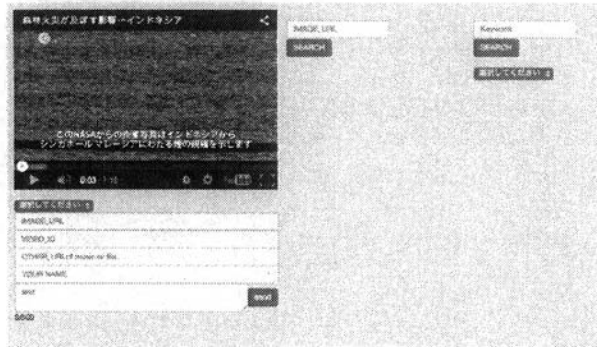 森林火災が及ぼす影響 --インドネシア
このNASAからの衛星写真はインドネシアから
シンガポールマレーシアにわたる煙の規模を示します
0:03
選択してください
IMAGE_URL
VIDEO_ID
OTHER_URL of music or file
YOUR NAME
text
send
IMAGE_URL
SEARCH
Keyword
SEARCH
選択してください